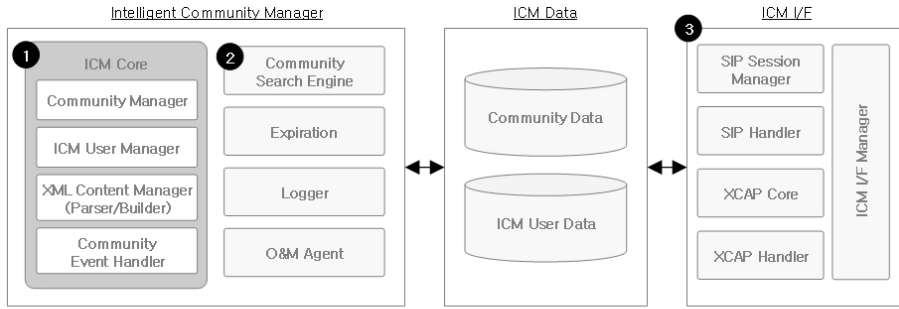 Intelligent Community Manager
ICM Data
ICM I/F
1
ICM Core
Community Manager
ICM User Manager
XML Content Manager
(Parser/Builder)
Community
Event Handler
2
Community
Search Engine
Expiration
Logger
O&M Agent
Community Data
ICM User Data
3
SIP Session
Manager
SIP Handler
XCAP Core
XCAP Handler
ICM I/F Manager